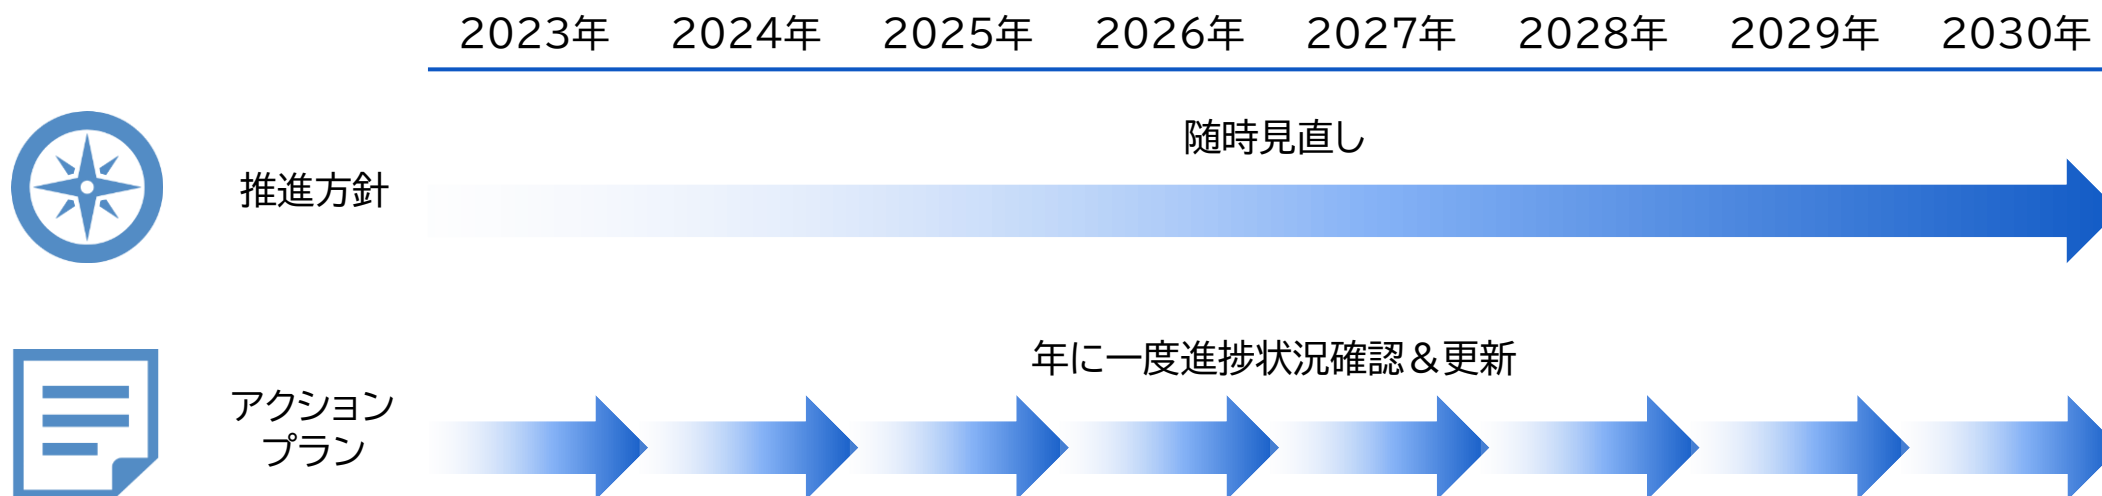 2023年 2024年 2025年 2026年 2027年 2028年 2029年 2030年
随時見直し
推進方針
年に一度進捗状況確認＆更新
アクション
プラン